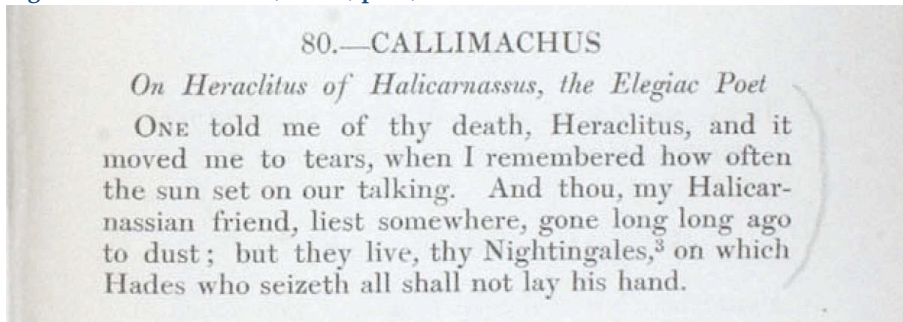 80.—CALLIMACHUS
On Heraclitus of Halicarnassus, the Elegiac Poet
ONE told me of thy death, Heraclitus, and it
moved me to tears, when I remembered how often
the sun set on our talking. And thou, my Halicar-
nassian friend, liest somewhere, gone long long ago
to dust; but they live, thy Nightingales,³ on which
Hades who seizeth all shall not lay his hand.